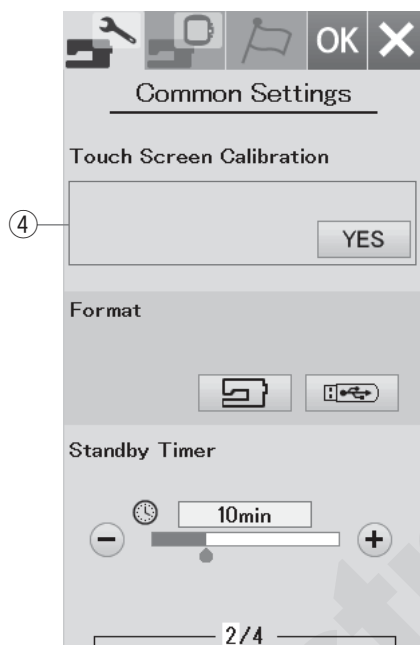 OK
Common Settings
Touch Screen Calibration
④
YES
Format
Standby Timer
10min
2/4